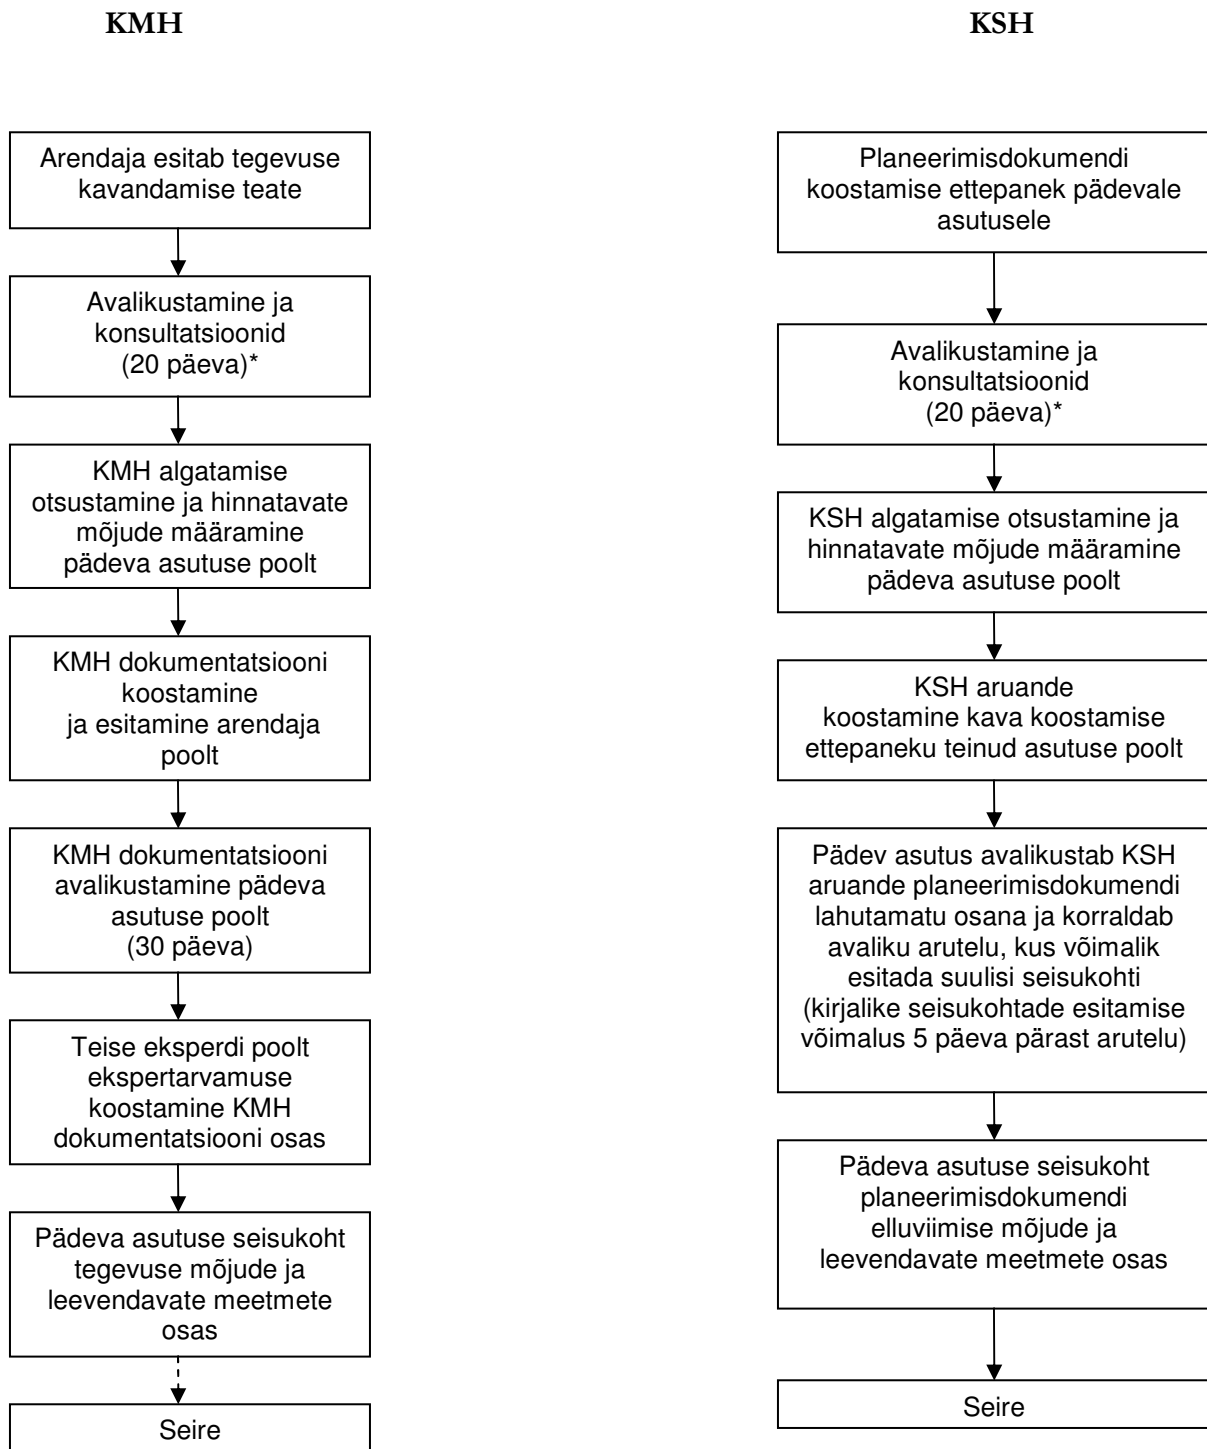 KMH
Arendaja esitab tegevuse
kavandamise teate
Avalikustamine ja
konsultatsioonid
(20 päeva)*
KMH algatamise
otsustamine ja hinnatavate
mõjude määramine
pädeva asutuse poolt
KMH dokumentatsiooni
koostamine
ja esitamine arendaja
poolt
KMH dokumentatsiooni
avalikustamine pädeva
asutuse poolt
(30 päeva)
Teise eksperdi poolt
ekspertarvamuse
koostamine KMH
dokumentatsiooni osas
Pädeva asutuse seisukoht
tegevuse mõjude ja
leevendavate meetmete
osas
Seire
KSH
Planeerimisdokumendi
koostamise ettepanek pädevale
asutusele
Avalikustamine ja
konsultatsioonid
(20 päeva)*
KSH algatamise otsustamine ja
hinnatavate mõjude määramine
pädeva asutuse poolt
KSH aruande
koostamine kava koostamise
ettepaneku teinud asutuse poolt
Pädev asutus avalikustab KSH
aruande planeerimisdokumendi
lahutamatu osana ja korraldab
avaliku arutelu, kus võimalik
esitada suulisi seisukohti
(kirjalike seisukohtade esitamise
võimalus 5 päeva pärast arutelu)
Pädeva asutuse seisukoht
planeerimisdokumendi
elluviimise mõjude ja
leevendavate meetmete osas
Seire